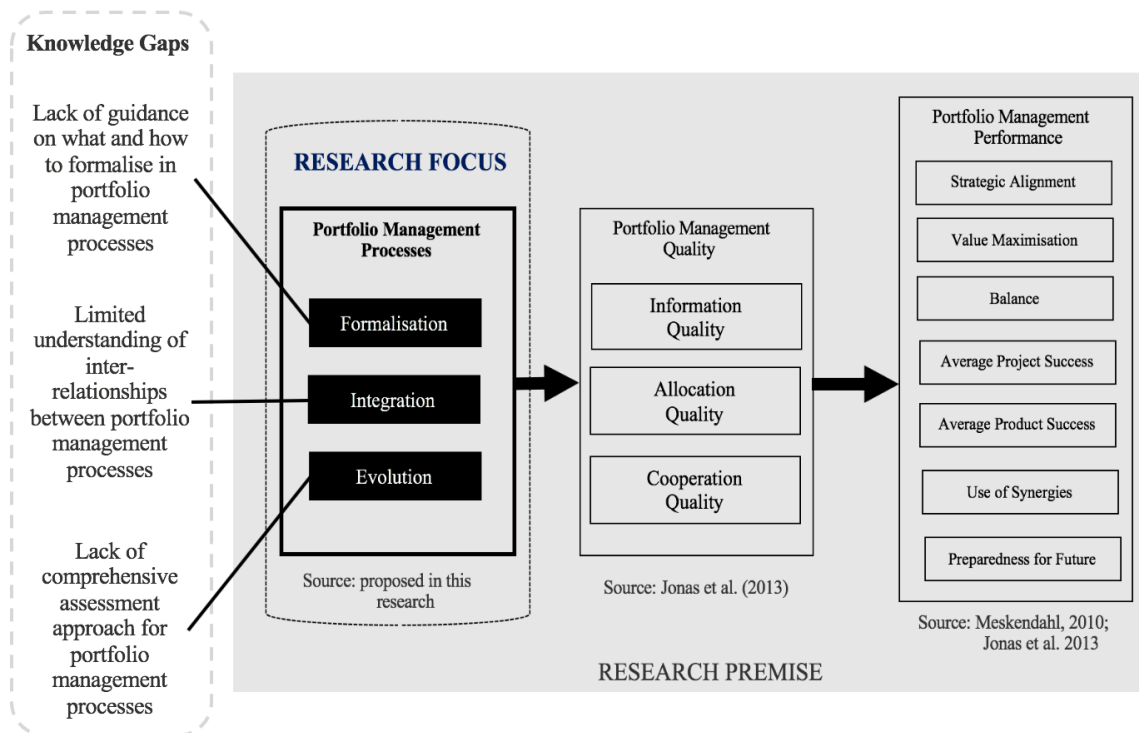 Knowledge Gaps
Lack of guidance
on what and how
to formalise in
portfolio
management
processes
Limited
understanding of
inter-
relationships
between portfolio
management
processes
Lack of
comprehensive
assessment
approach for
portfolio
management
processes
RESEARCH FOCUS
Portfolio Management
Processes
Formalisation
Integration
Evolution
Source: proposed in this
research
Portfolio Management
Quality
Information
Quality
Allocation
Quality
Cooperation
Quality
Source: Jonas et al. (2013)
Portfolio Management
Performance
Strategic Alignment
Value Maximisation
Balance
Average Project Success
Average Product Success
Use of Synergies
Preparedness for Future
Source: Meskendahl, 2010;
Jonas et al. 2013
RESEARCH PREMISE